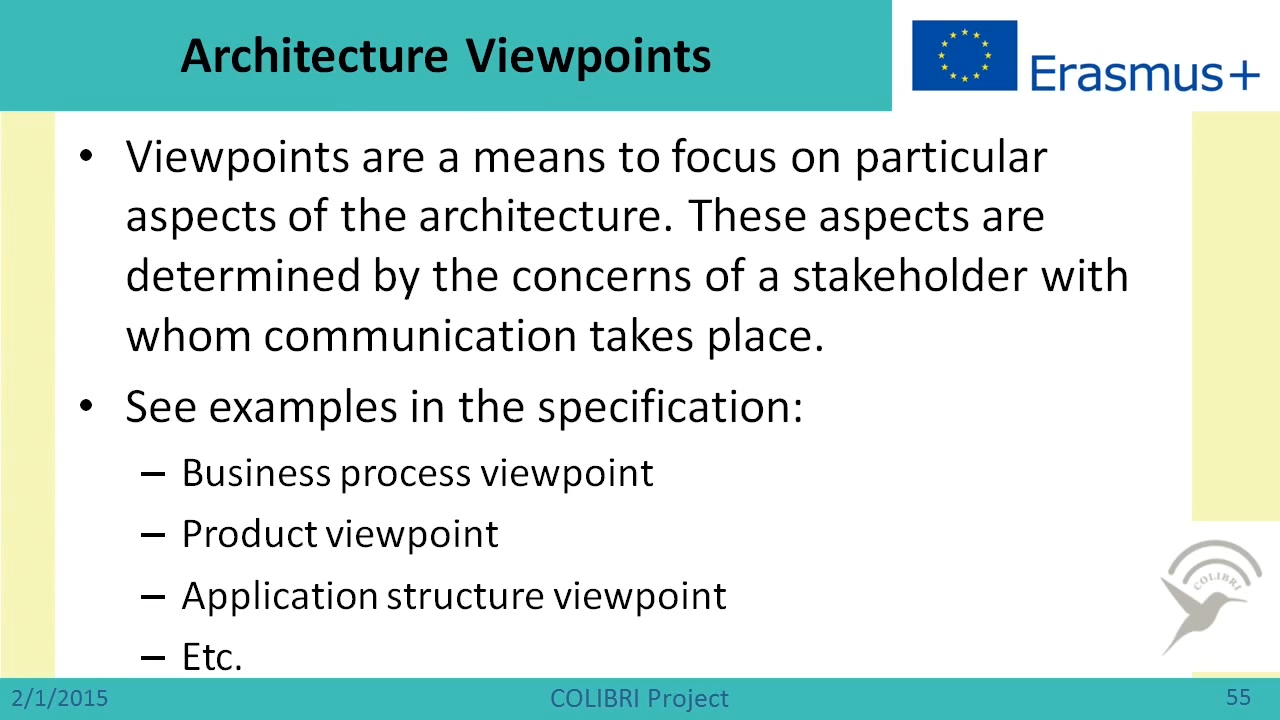 Architecture Viewpoints
Erasmus+
• Viewpoints are a means to focus on particular
aspects of the architecture. These aspects are
determined by the concerns of a stakeholder with
whom communication takes place.
• See examples in the specification:
– Business process viewpoint
– Product viewpoint
– Application structure viewpoint
– Etc.
COLIBRI
2/1/2015
COLIBRI Project
55